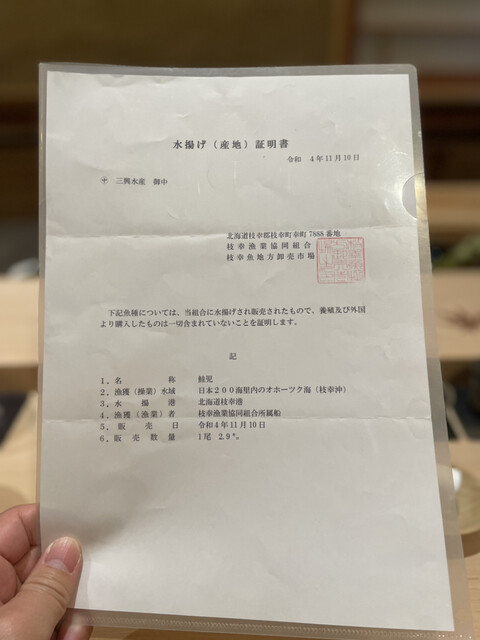 水揚げ(産地)証明書
令和 4年11月10日
三興水産 御中
北海道枝幸郡枝幸町幸町7888番地
枝幸漁業協同組合
枝幸魚地方卸売市場
下記魚種については、当組合に水揚げされ販売されたもので、養殖及び外国
より購入したものは一切含まれていないことを証明します。
記
1,名称 鮭児
2,漁獲(操業)水域 日本200海里内のオホーツク海(枝幸沖)
3,水揚港 北海道枝幸港
4,漁獲(漁業)者 枝幸漁業協同組合所属船
5,販売日 令和4年11月10日
6,販売数量 1尾 2.9㌔